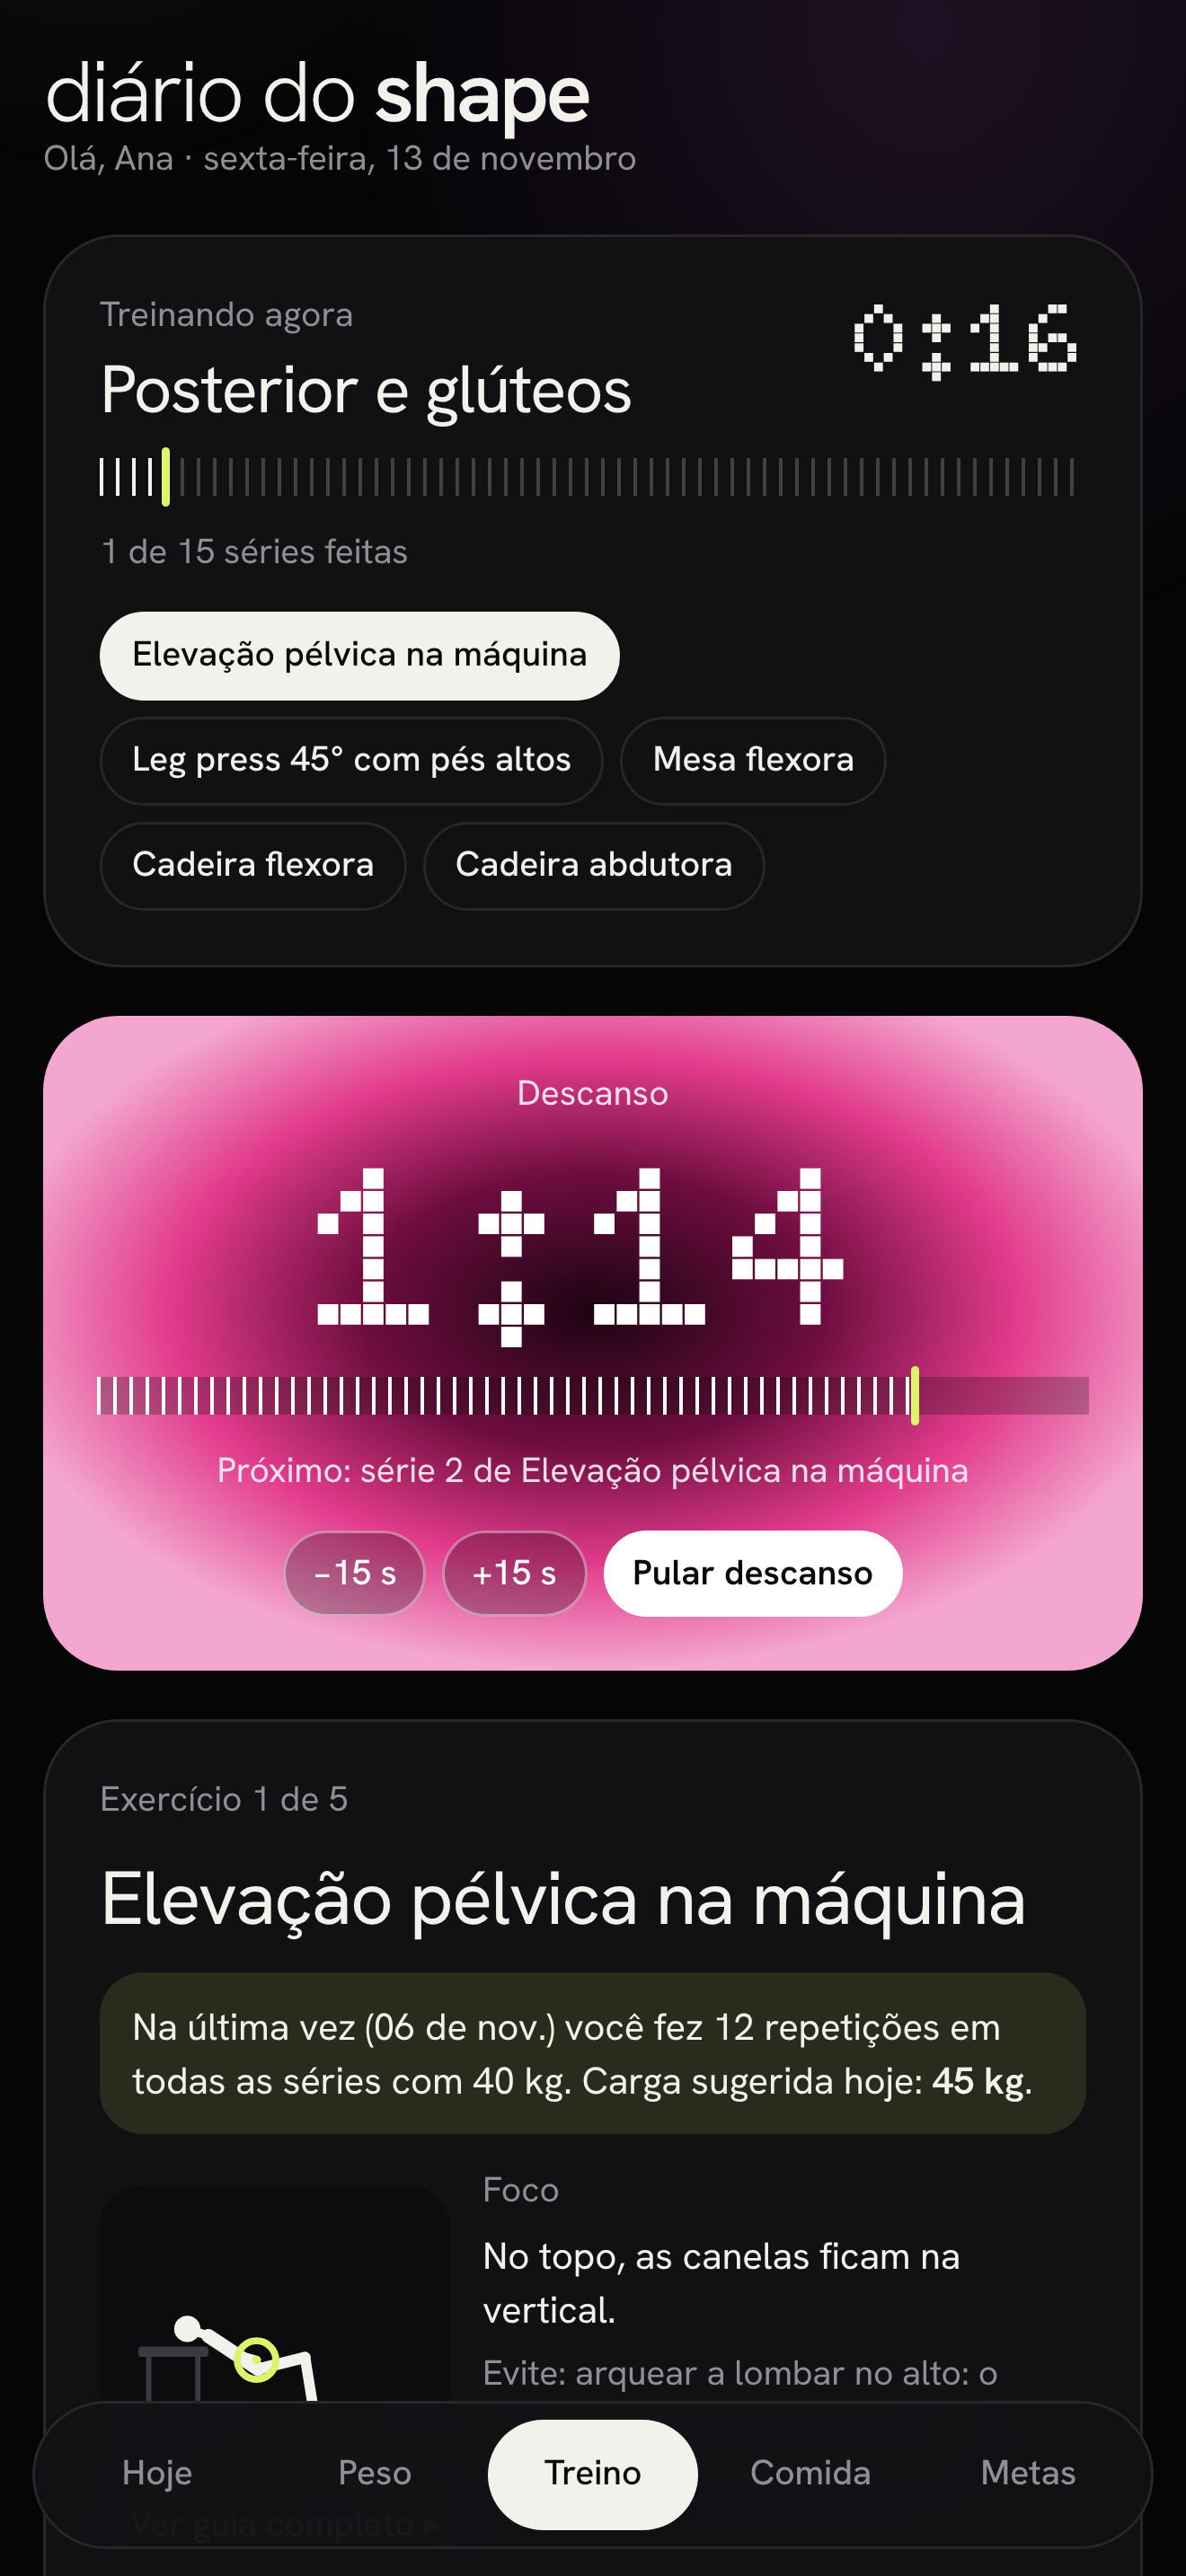 diário do shape
Olá, Ana · sexta-feira, 13 de novembro
Treinando agora
0:16
Posterior e glúteos
1 de 15 séries feitas
Elevação pélvica na máquina
Leg press 45° com pés altos
Mesa flexora
Cadeira flexora
Cadeira abdutora
Descanso
1:14
Próximo: série 2 de Elevação pélvica na máquina
−15 s
+15 s
Pular descanso
Exercício 1 de 5
Elevação pélvica na máquina
Na última vez (06 de nov.) você fez 12 repetições em
todas as séries com 40 kg. Carga sugerida hoje: 45 kg.
Foco
No topo, as canelas ficam na
vertical.
Evite: arquear a lombar no alto: o
Hoje
Peso
Treino
Comida
Metas
Ver guia completo ▸